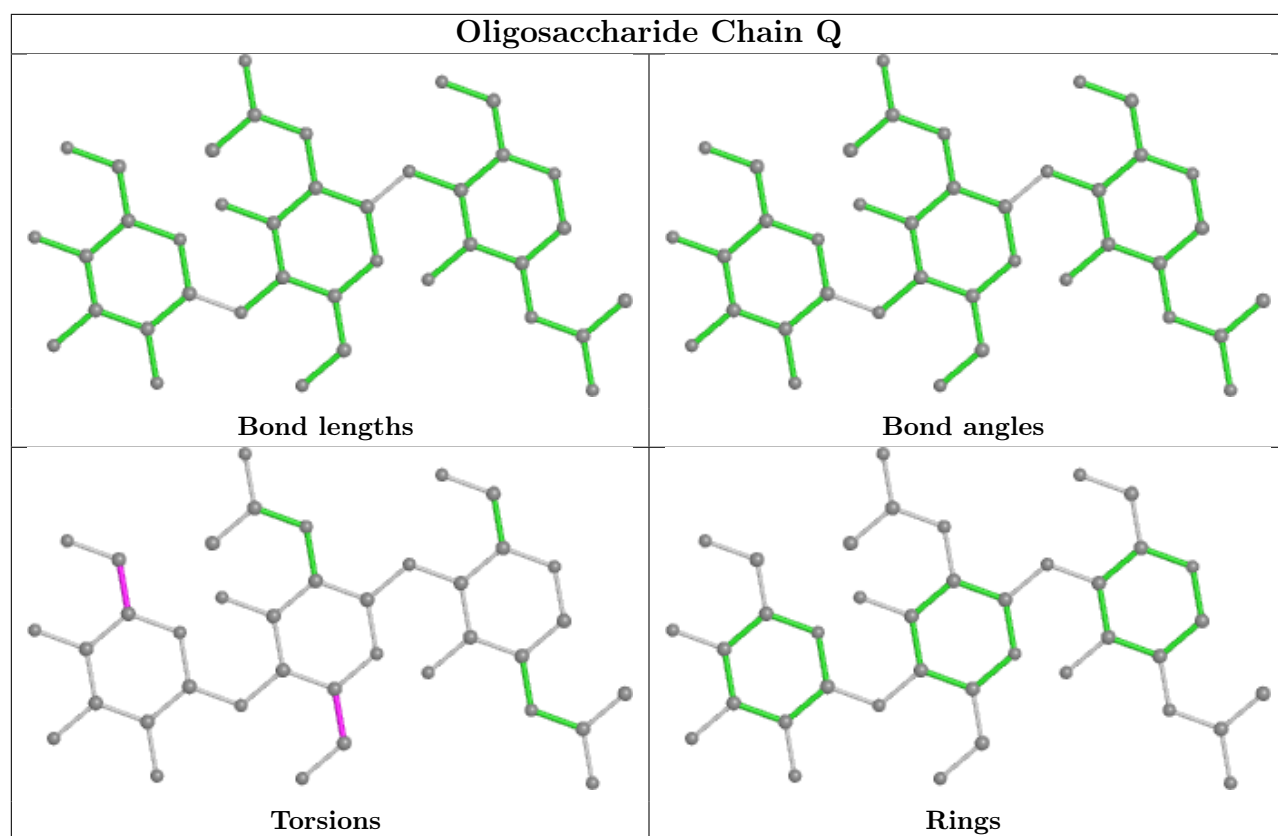 Oligosaccharide Chain Q
Bond lengths
Bond angles
Torsions
Rings